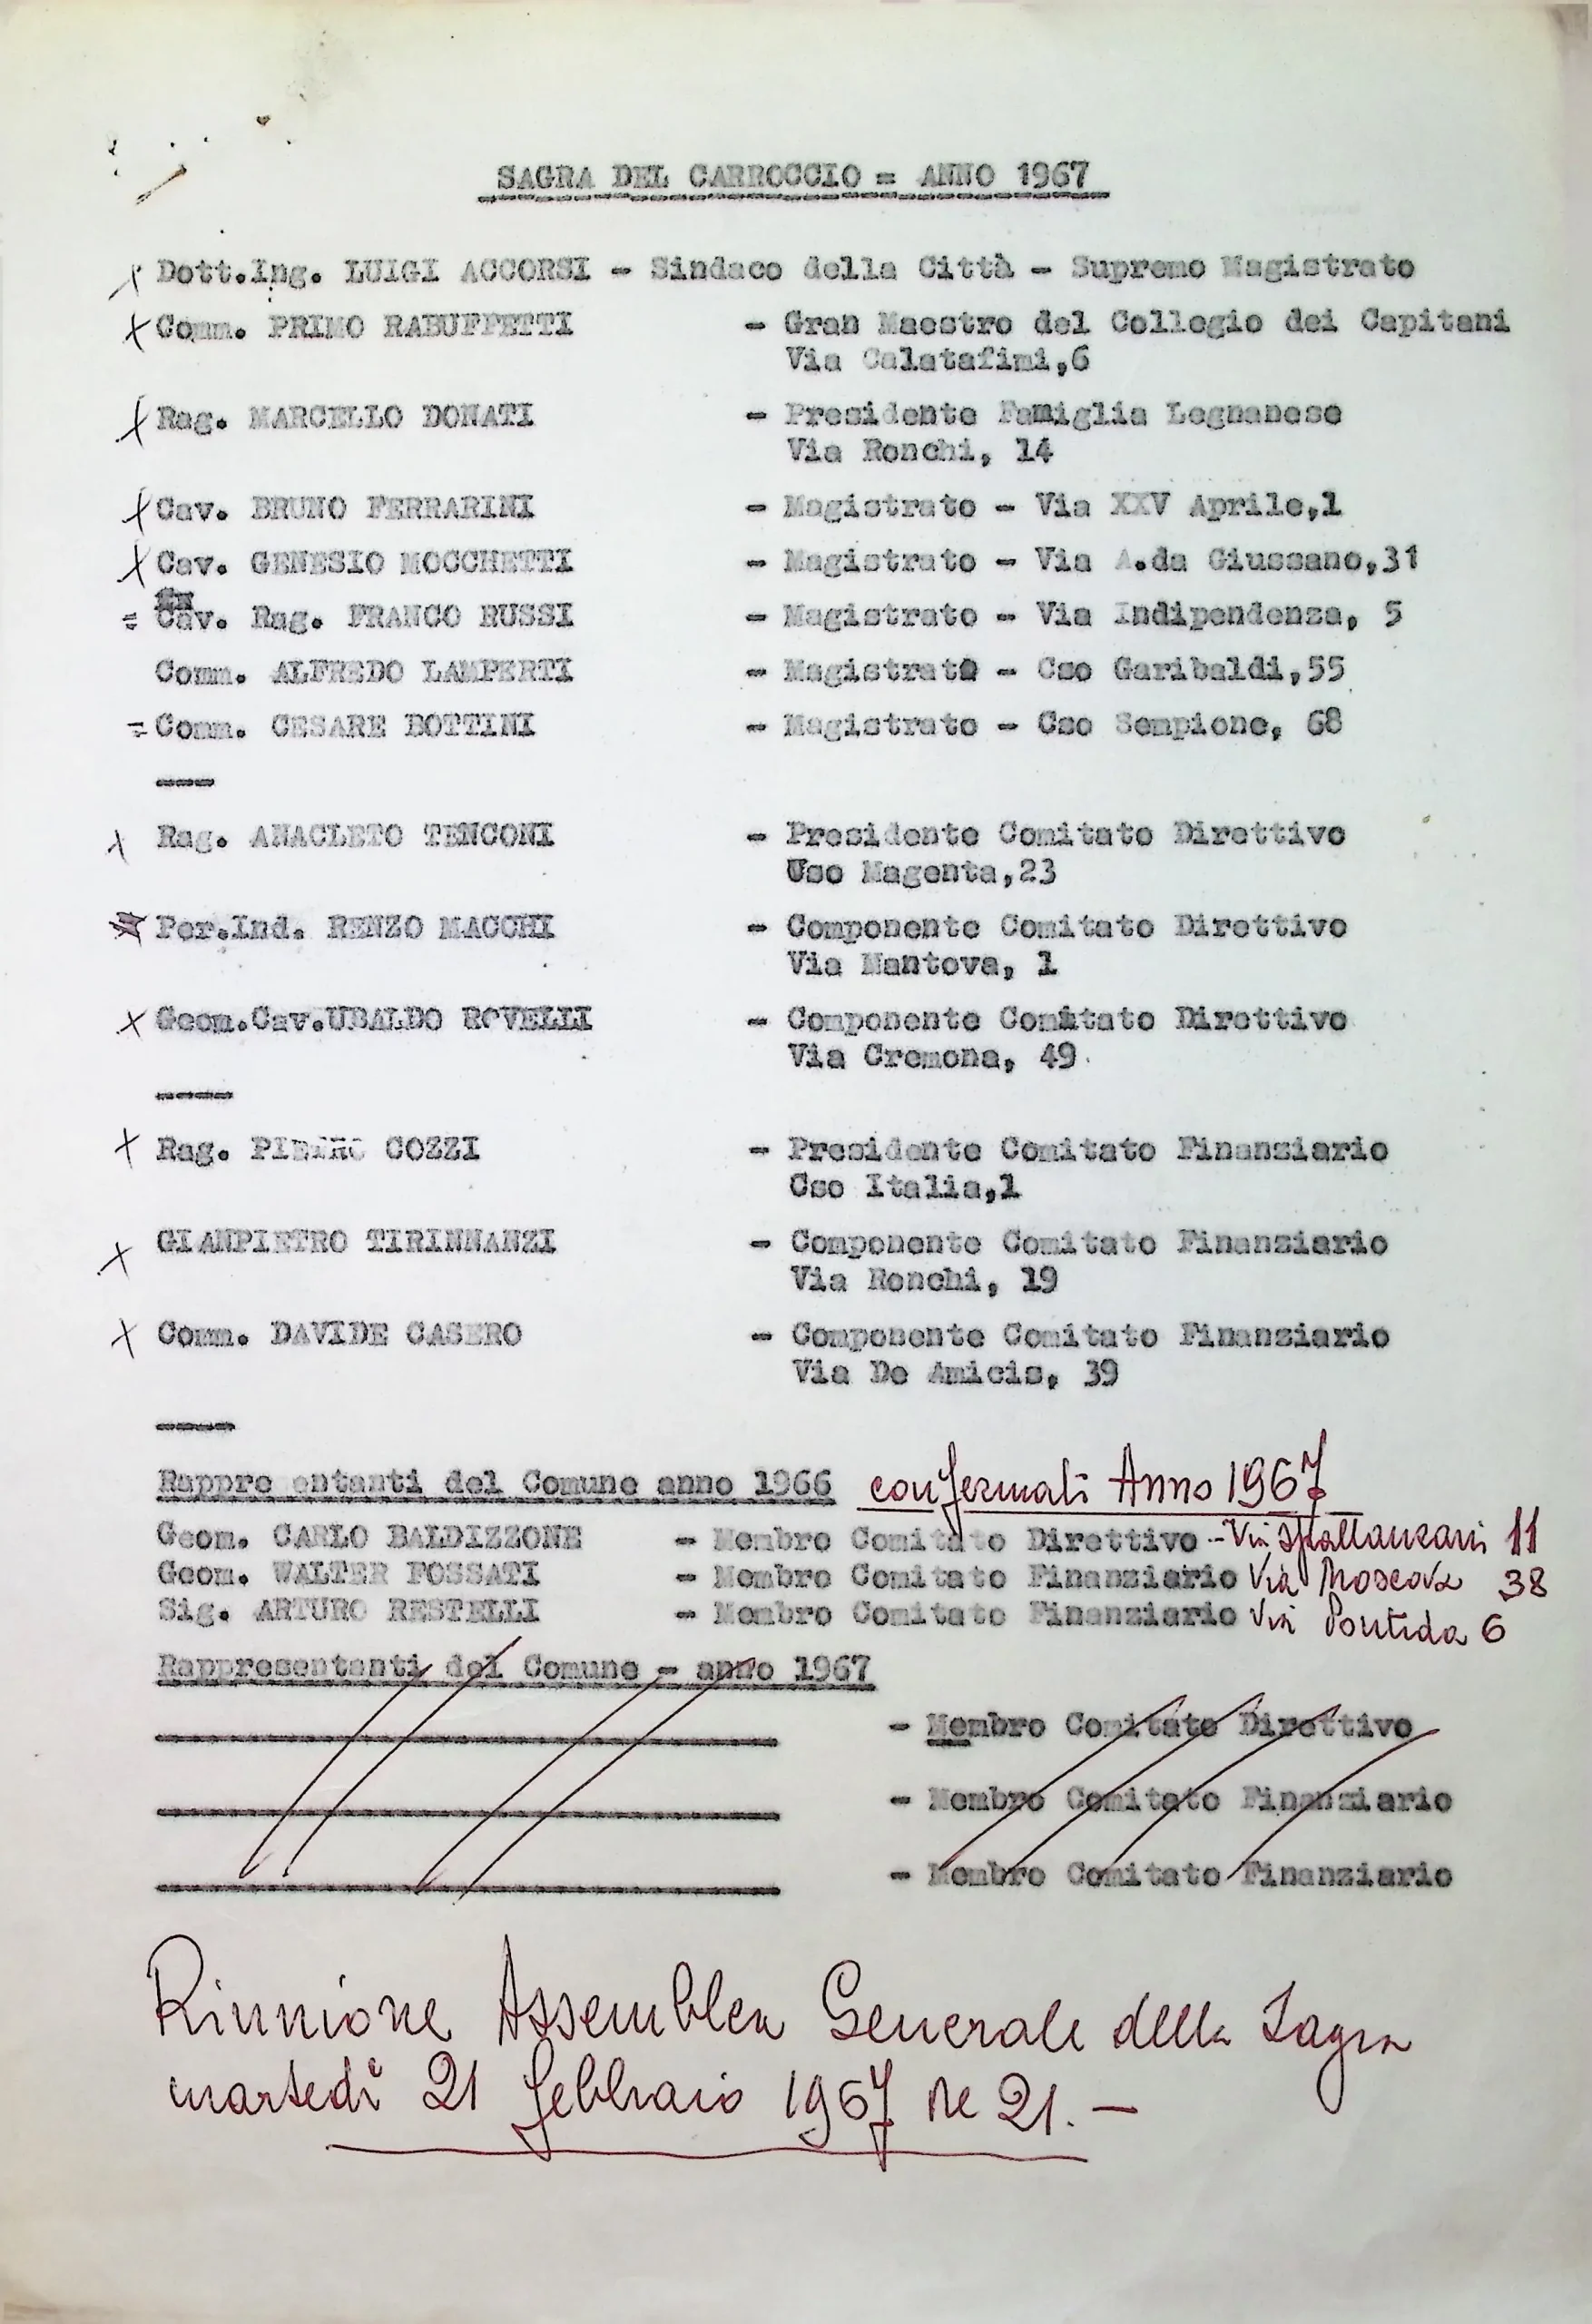 SAGRA DEL CARROCCIO = ANNO 1967
Dott.Ing. LUIGI ACCORSI - Sindaco della Città - Supremo Magistrato
Comm. PRIMO RABUFFETTI - Gran Maestro del Collegio dei Capitani
Via Calatafimi,6
Rag. MARCELLO DONATI - Presidente Famiglia Legnanese
Via Ronchi, 14
Cav. BRUNO FERRARINI - Magistrato - Via XXV Aprile,1
Cav. GENESIO MOCCHETTI - Magistrato - Via A.da Giussano,31
= Cav. Rag. FRANCO RUSSI - Magistrato - Via Indipendenza, 5
Comm. ALFREDO LAMPERTI - Magistrato - Cso Garibaldi,55
= Comm. CESARE BOTTINI - Magistrato - Cso Sempione, 68
Rag. ANACLETO TENCONI - Presidente Comitato Direttivo
Cso Magenta,23
Per.Ind. RENZO MACCHI - Componente Comitato Direttivo
Via Mantova, 1
Geom.Cav.UBALDO ROVELLI - Componente Comitato Direttivo
Via Cremona, 49
Rag. PIETRO COZZI - Presidente Comitato Finanziario
Cso Italia,1
GIANPIETRO TIRINNANZI - Componente Comitato Finanziario
Via Ronchi, 19
Comm. DAVIDE CASERO - Componente Comitato Finanziario
Via De Amicis, 39
Rappre entanti del Comune anno 1966 confermati Anno 1967
Geom. CARLO BALDIZZONE - Membro Comitato Direttivo - Via Spallanzani 11
Geom. WALTER FOSSATI - Membro Comitato Finanziario Via Moscova 38
Sig. ARTURO RESTELLI - Membro Comitato Finanziario Via Pontida 6
Rappresentanti del Comune - anno 1967
- Membro Comitato Direttivo
- Membro Comitato Finanziario
- Membro Comitato Finanziario
Riunione Assemblea Generale della Sagra
martedì 21 febbraio 1967 ore 21. -